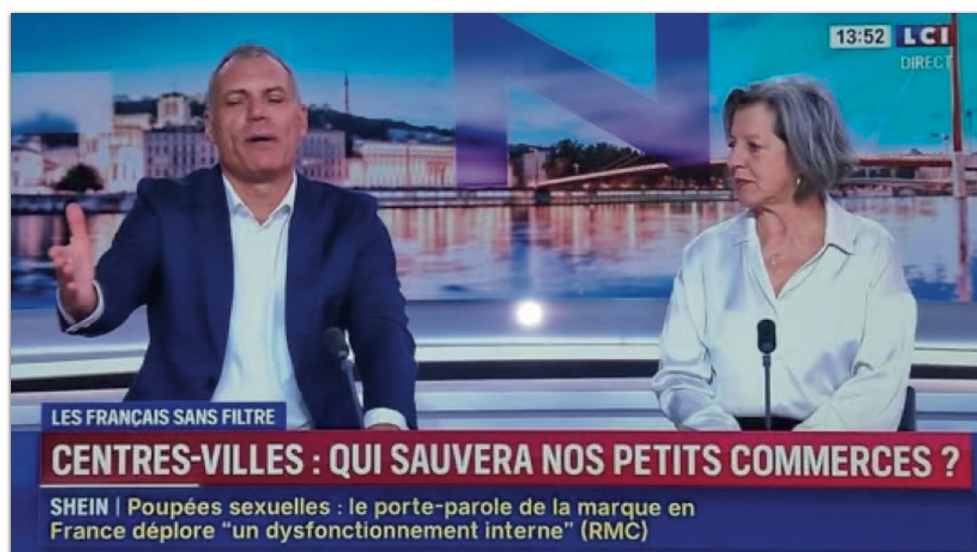 13:52 LCI
DIRECT
LES FRANÇAIS SANS FILTRE
CENTRES-VILLES : QUI SAUVERA NOS PETITS COMMERCES ?
SHEIN | Poupées sexuelles : le porte-parole de la marque en
France déplore "un dysfonctionnement interne" (RMC)